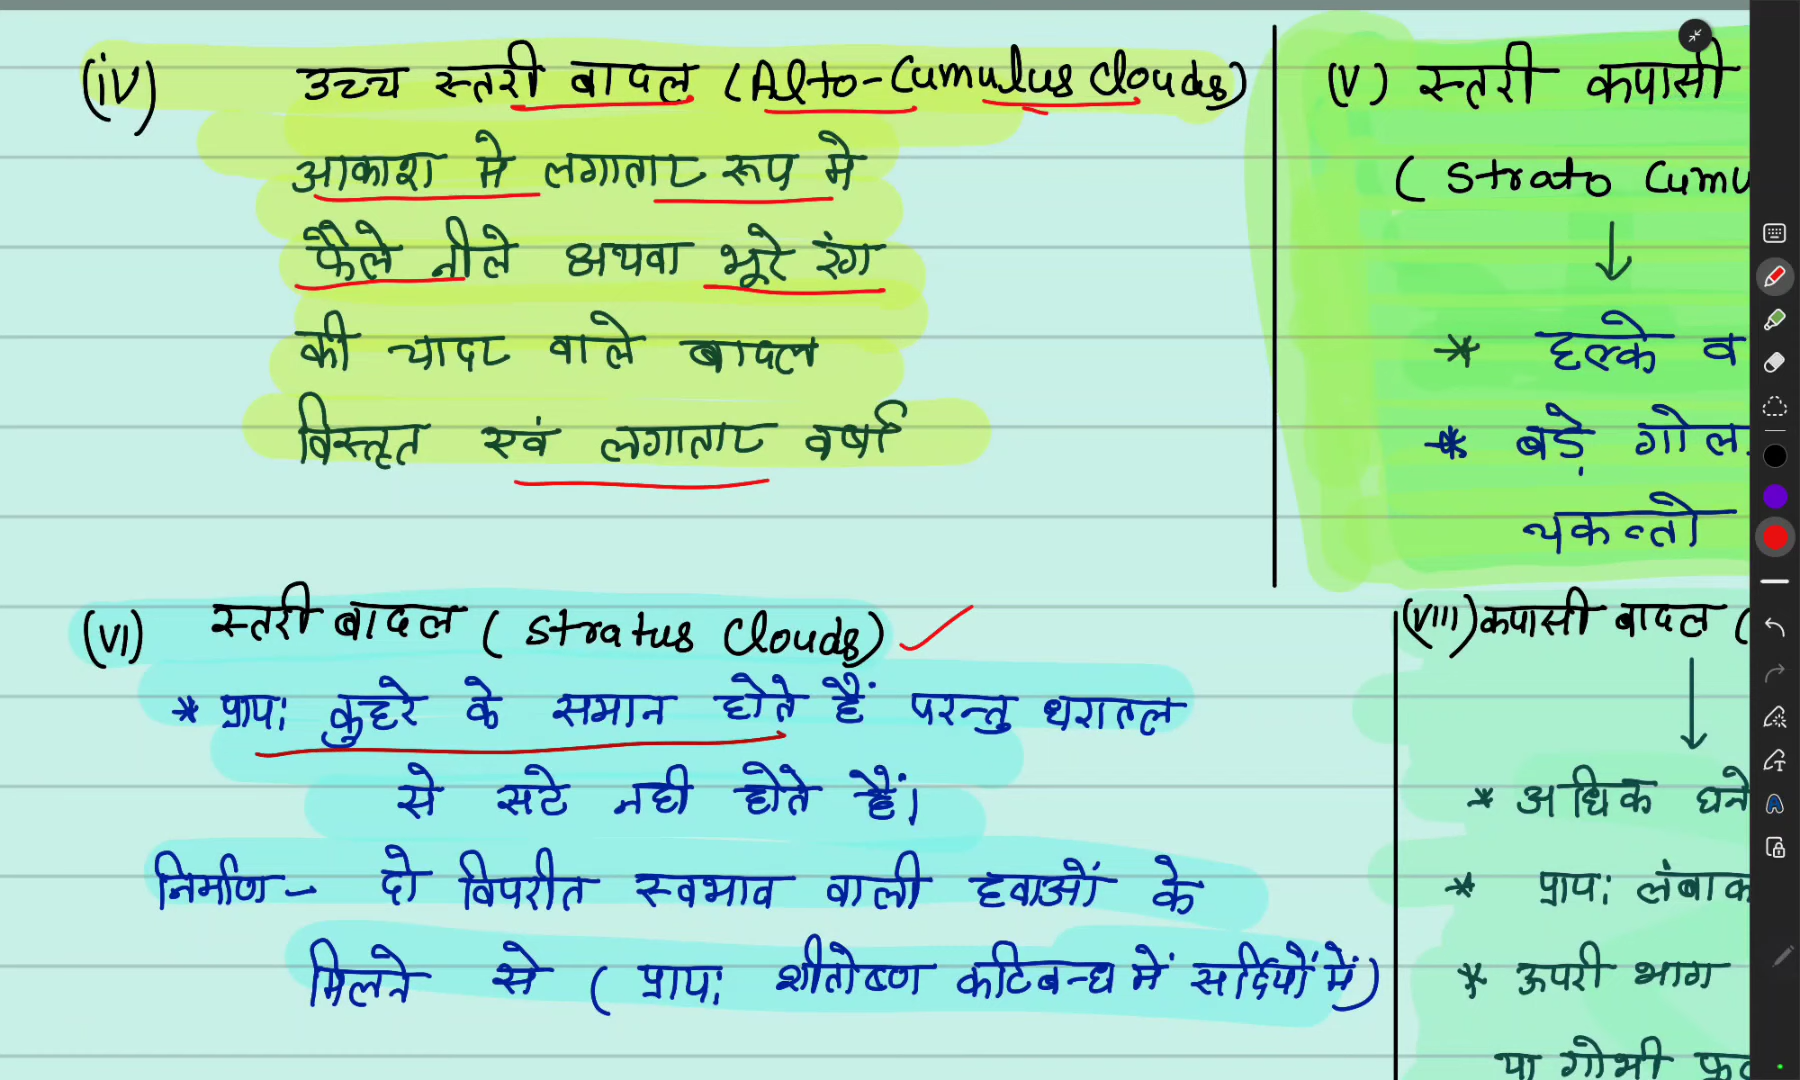 (iv) उच्च स्तरी बादल (Alto-Cumulus Clouds)
आकाश में लगातार रूप में
फैले नीले अथवा भूरे रंग
की चादर वाले बादल
विस्तृत एवं लगातार वर्षा
(v) स्तरी कपासी
( Strato Cumu
↓
* हल्के व
* बड़े गोल
चकत्तो
(vi) स्तरी बादल ( Stratus Clouds)
* प्राय: कुहरे के समान होते हैं परन्तु धरातल
से सटे नही होते हैं।
निर्माण - दो विपरीत स्वभाव वाली हवाओं के
मिलने से ( प्राय: शीतोष्ण कटिबन्ध में सर्दियों में)
(viii) कपासी बादल (
↓
* अधिक घने
* प्राय: लंबाक
* ऊपरी भाग
या गोभी